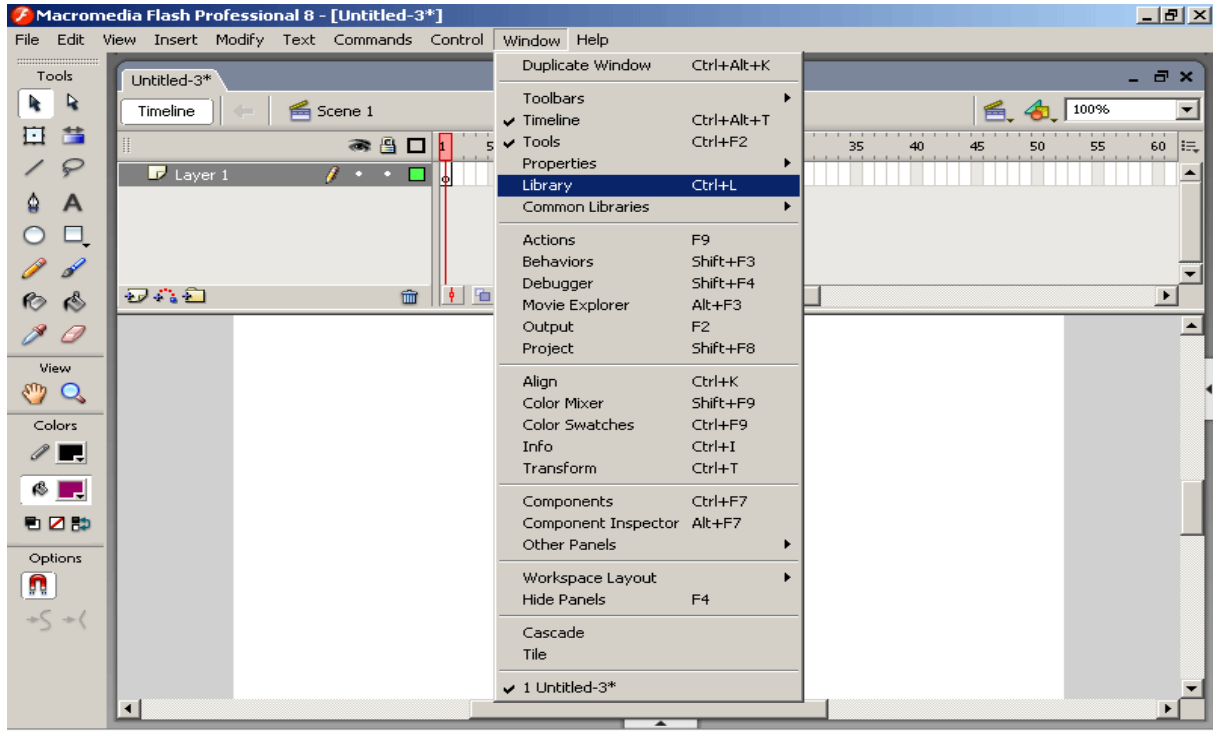 Macromedia Flash Professional 8 - [Untitled-3*]
File Edit View Insert Modify Text Commands Control Window Help
Tools
Untitled-3*
Timeline Scene 1 100%
1 5 35 40 45 50 55 60
Layer 1
View
Colors
Options
Duplicate Window Ctrl+Alt+K
Toolbars
Timeline Ctrl+Alt+T
Tools Ctrl+F2
Properties
Library Ctrl+L
Common Libraries
Actions F9
Behaviors Shift+F3
Debugger Shift+F4
Movie Explorer Alt+F3
Output F2
Project Shift+F8
Align Ctrl+K
Color Mixer Shift+F9
Color Swatches Ctrl+F9
Info Ctrl+I
Transform Ctrl+T
Components Ctrl+F7
Component Inspector Alt+F7
Other Panels
Workspace Layout
Hide Panels F4
Cascade
Tile
1 Untitled-3*